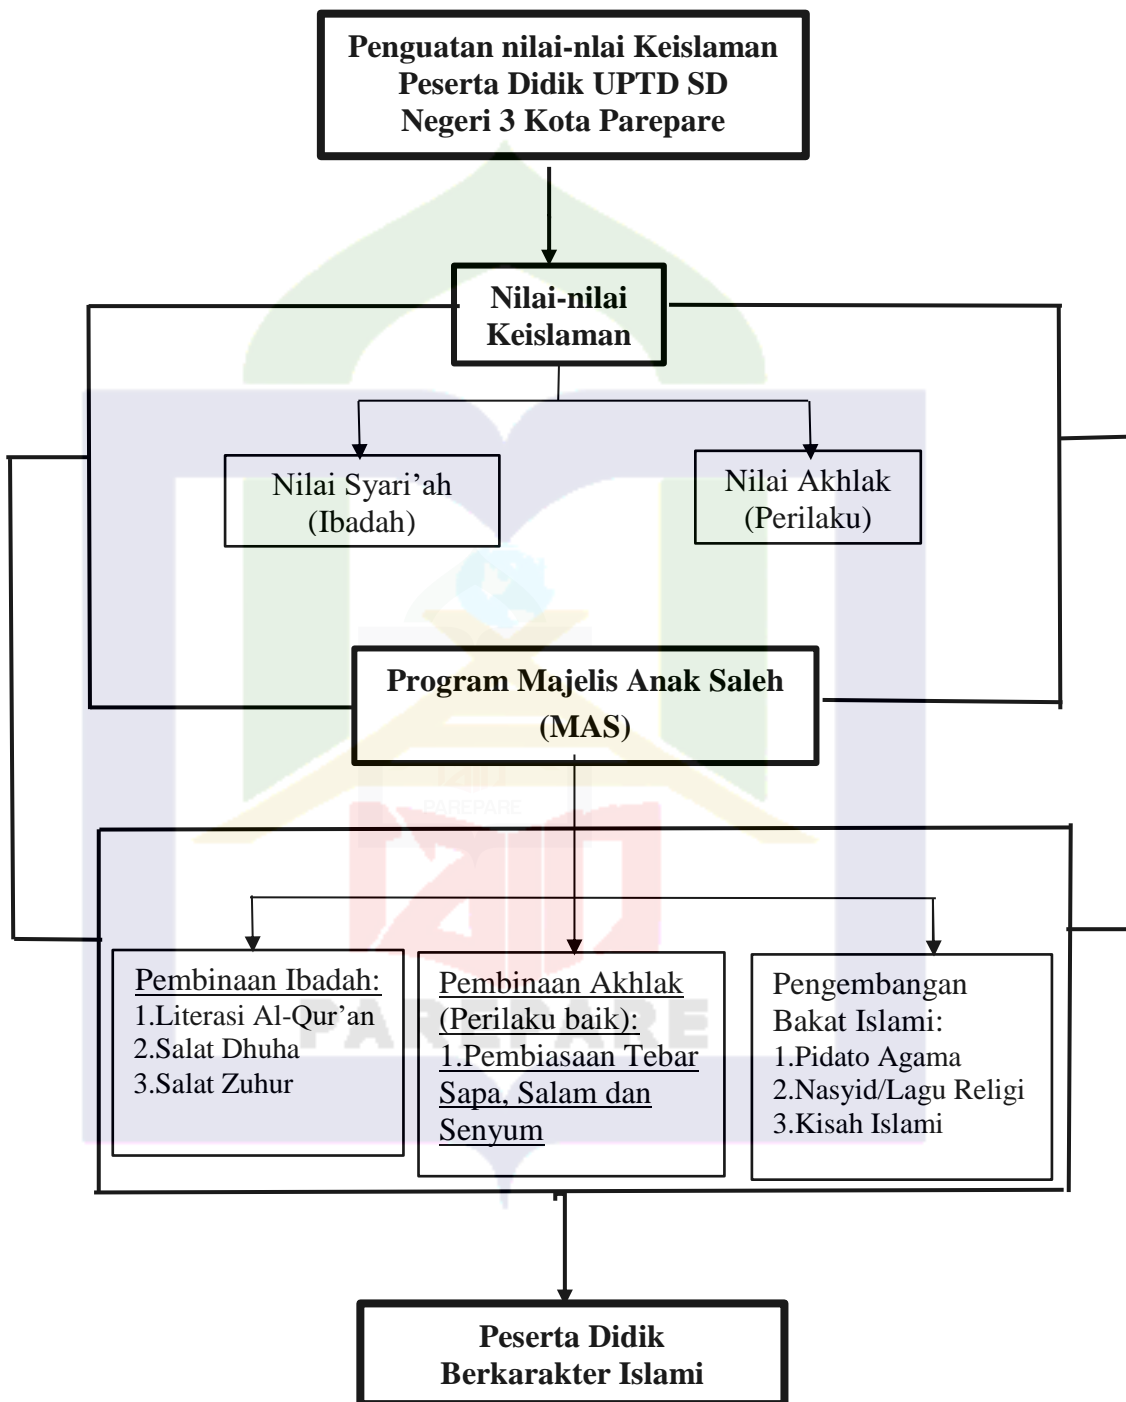 Penguatan nilai-nlai Keislaman
Peserta Didik UPTD SD
Negeri 3 Kota Parepare
Nilai-nilai
Keislaman
Nilai Syari’ah
(Ibadah)
Nilai Akhlak
(Perilaku)
Program Majelis Anak Saleh
(MAS)
PAREPARE
Pembinaan Ibadah:
1.Literasi Al-Qur’an
2.Salat Dhuha
3.Salat Zuhur
Pembinaan Akhlak
(Perilaku baik):
1.Pembiasaan Tebar
Sapa, Salam dan
Senyum
Pengembangan
Bakat Islami:
1.Pidato Agama
2.Nasyid/Lagu Religi
3.Kisah Islami
PAREPARE
Peserta Didik
Berkarakter Islami